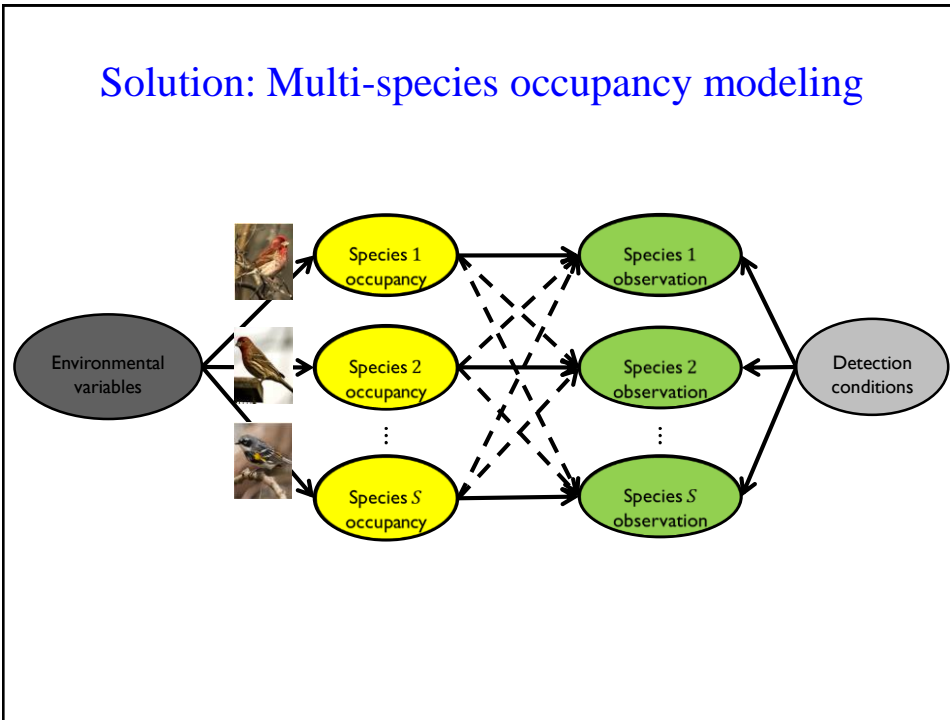 Solution: Multi-species occupancy modeling
Species 1
occupancy
Species 1
observation
Environmental
variables
Species 2
occupancy
Species 2
observation
Detection
conditions
⋮
⋮
Species S
occupancy
Species S
observation